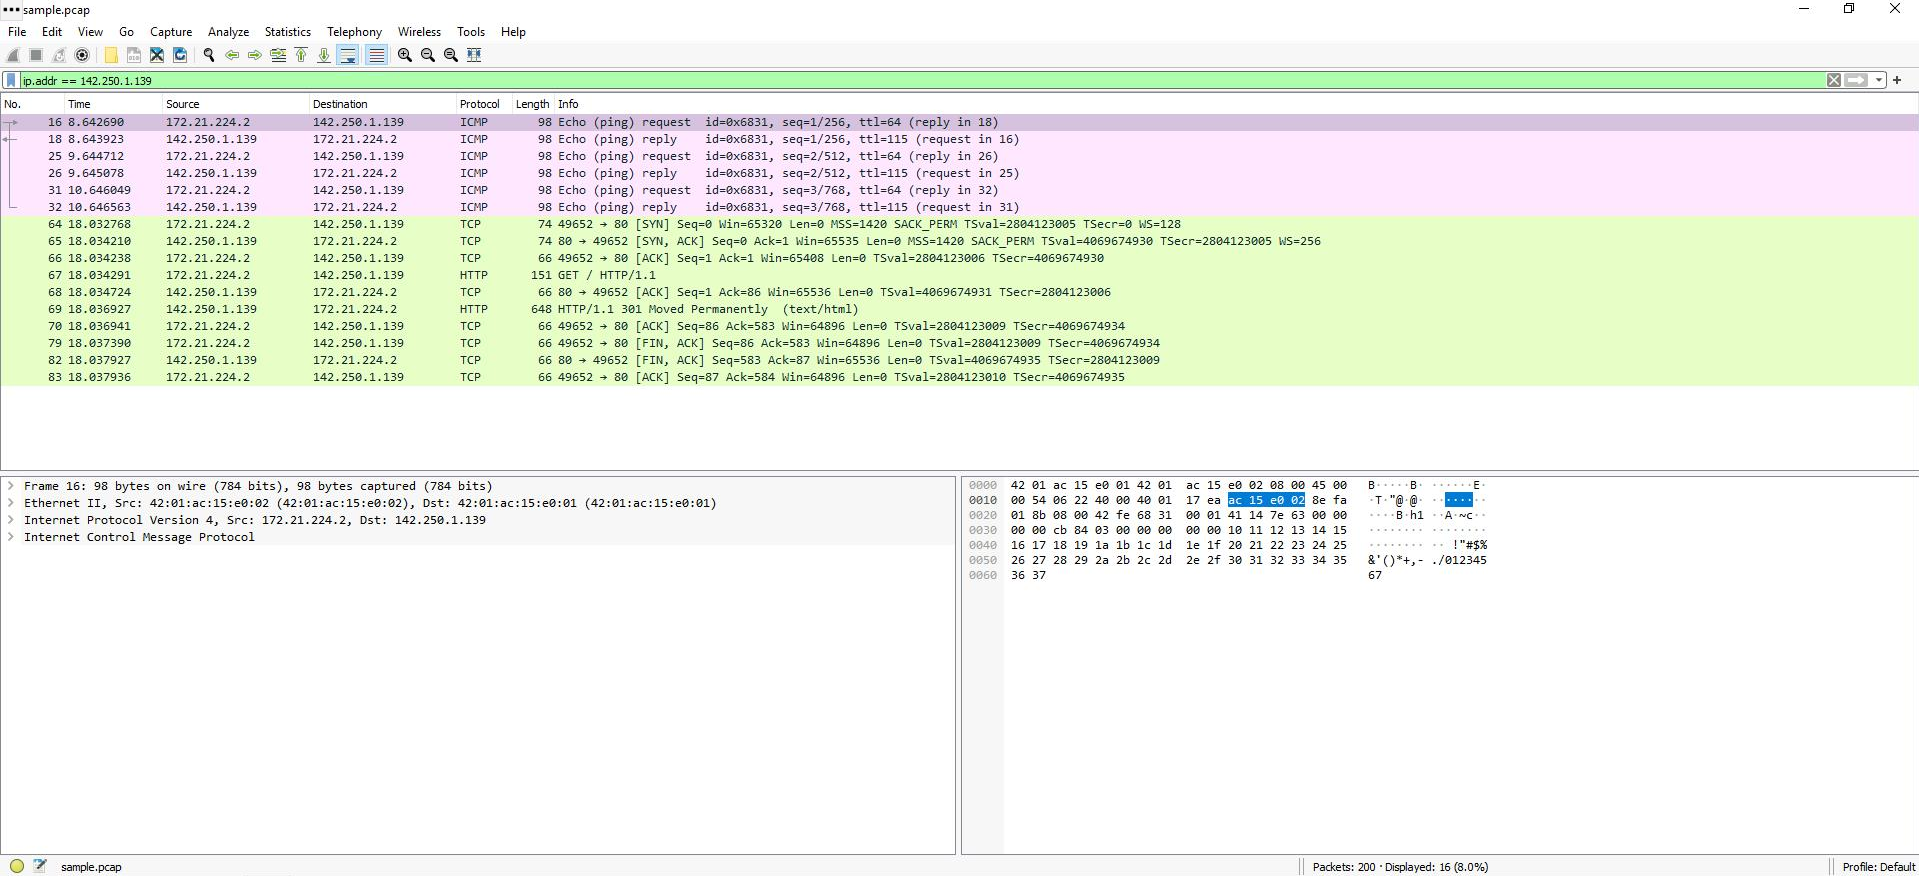 sample.pcap
File Edit View Go Capture Analyze Statistics Telephony Wireless Tools Help
ip.addr == 142.250.1.139
No. Time Source Destination Protocol Length Info
16 8.642690 172.21.224.2 142.250.1.139 ICMP 98 Echo (ping) request id=0x6831, seq=1/256, ttl=64 (reply in 18)
18 8.643923 142.250.1.139 172.21.224.2 ICMP 98 Echo (ping) reply id=0x6831, seq=1/256, ttl=115 (request in 16)
25 9.644712 172.21.224.2 142.250.1.139 ICMP 98 Echo (ping) request id=0x6831, seq=2/512, ttl=64 (reply in 26)
26 9.645078 142.250.1.139 172.21.224.2 ICMP 98 Echo (ping) reply id=0x6831, seq=2/512, ttl=115 (request in 25)
31 10.646049 172.21.224.2 142.250.1.139 ICMP 98 Echo (ping) request id=0x6831, seq=3/768, ttl=64 (reply in 32)
32 10.646563 142.250.1.139 172.21.224.2 ICMP 98 Echo (ping) reply id=0x6831, seq=3/768, ttl=115 (request in 31)
64 18.032768 172.21.224.2 142.250.1.139 TCP 74 49652 → 80 [SYN] Seq=0 Win=65320 Len=0 MSS=1420 SACK_PERM TSval=2804123005 TSecr=0 WS=128
65 18.034210 142.250.1.139 172.21.224.2 TCP 74 80 → 49652 [SYN, ACK] Seq=0 Ack=1 Win=65535 Len=0 MSS=1420 SACK_PERM TSval=4069674930 TSecr=2804123005 WS=256
66 18.034238 172.21.224.2 142.250.1.139 TCP 66 49652 → 80 [ACK] Seq=1 Ack=1 Win=65408 Len=0 TSval=2804123006 TSecr=4069674930
67 18.034291 172.21.224.2 142.250.1.139 HTTP 151 GET / HTTP/1.1
68 18.034724 142.250.1.139 172.21.224.2 TCP 66 80 → 49652 [ACK] Seq=1 Ack=86 Win=65536 Len=0 TSval=4069674931 TSecr=2804123006
69 18.036927 142.250.1.139 172.21.224.2 HTTP 648 HTTP/1.1 301 Moved Permanently (text/html)
70 18.036941 172.21.224.2 142.250.1.139 TCP 66 49652 → 80 [ACK] Seq=86 Ack=583 Win=64896 Len=0 TSval=2804123009 TSecr=4069674934
79 18.037390 172.21.224.2 142.250.1.139 TCP 66 49652 → 80 [FIN, ACK] Seq=86 Ack=583 Win=64896 Len=0 TSval=2804123009 TSecr=4069674934
82 18.037927 142.250.1.139 172.21.224.2 TCP 66 80 → 49652 [FIN, ACK] Seq=583 Ack=87 Win=65536 Len=0 TSval=4069674935 TSecr=2804123009
83 18.037936 172.21.224.2 142.250.1.139 TCP 66 49652 → 80 [ACK] Seq=87 Ack=584 Win=64896 Len=0 TSval=2804123010 TSecr=4069674935
Frame 16: 98 bytes on wire (784 bits), 98 bytes captured (784 bits)
Ethernet II, Src: 42:01:ac:15:e0:02 (42:01:ac:15:e0:02), Dst: 42:01:ac:15:e0:01 (42:01:ac:15:e0:01)
Internet Protocol Version 4, Src: 172.21.224.2, Dst: 142.250.1.139
Internet Control Message Protocol
0000 42 01 ac 15 e0 01 42 01 ac 15 e0 02 08 00 45 00 B·····B· ······E·
0010 00 54 06 22 40 00 40 01 17 ea ac 15 e0 02 8e fa ·T·"@·@· ········
0020 01 8b 08 00 42 fe 68 31 00 01 41 14 7e 63 00 00 ····B·h1 ··A·~c··
0030 00 00 cb 84 03 00 00 00 00 00 10 11 12 13 14 15 ········ ········
0040 16 17 18 19 1a 1b 1c 1d 1e 1f 20 21 22 23 24 25 ········ ·· !"#$%
0050 26 27 28 29 2a 2b 2c 2d 2e 2f 30 31 32 33 34 35 &'()*+,- ./012345
0060 36 37 67
sample.pcap Packets: 200 · Displayed: 16 (8.0%) Profile: Default